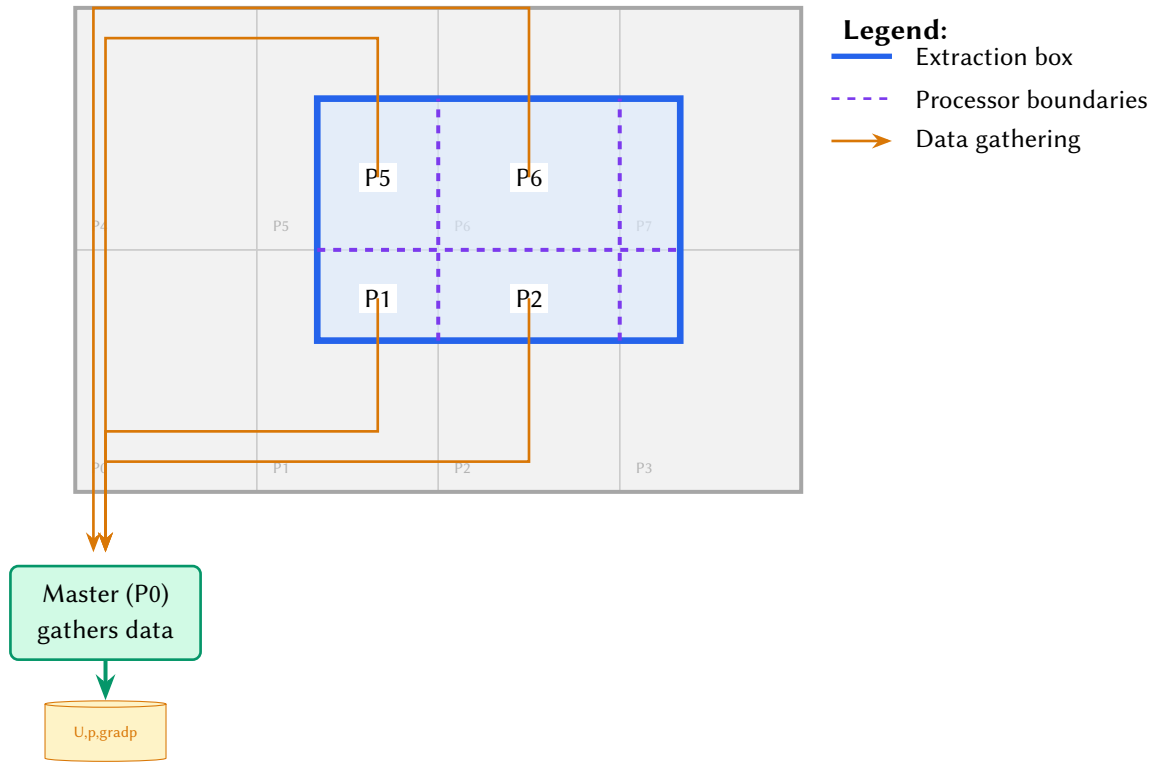 Legend:
Extraction box
Processor boundaries
Data gathering
P5
P6
P4
P5
P6
P7
P1
P2
P0
P1
P2
P3
Master (P0)
gathers data
U,p,gradp